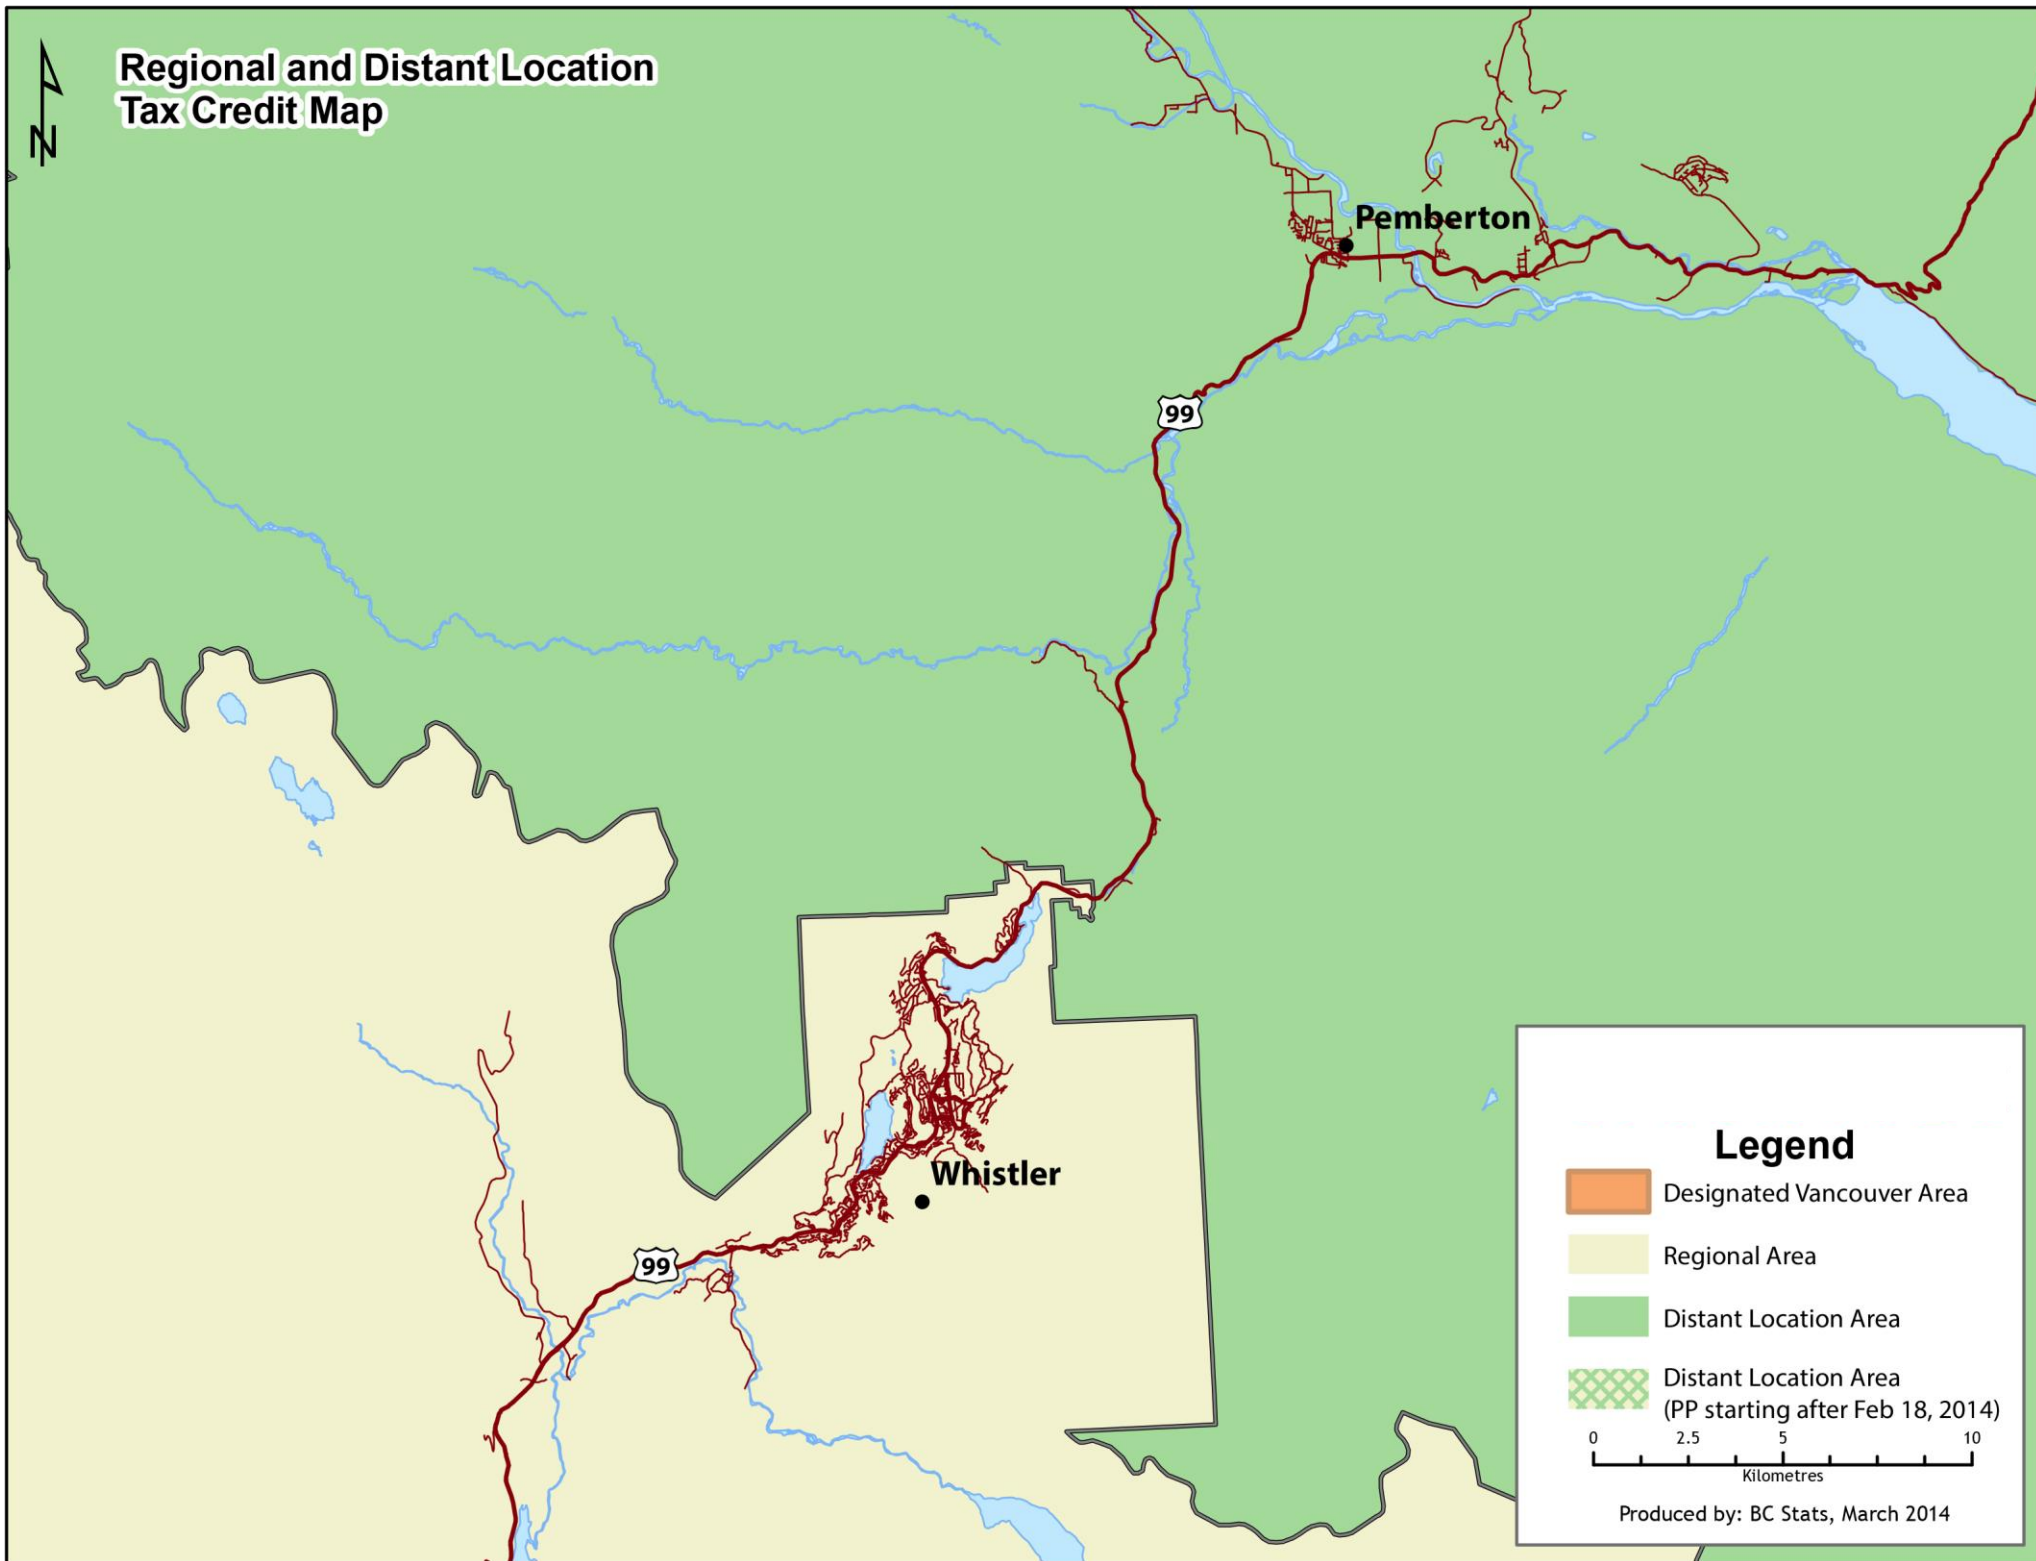 Regional and Distant Location
Tax Credit Map
N
Pemberton
99
Whistler
99
Legend
Designated Vancouver Area
Regional Area
Distant Location Area
Distant Location Area
(PP starting after Feb 18, 2014)
0 2.5 5 10
Kilometres
Produced by: BC Stats, March 2014